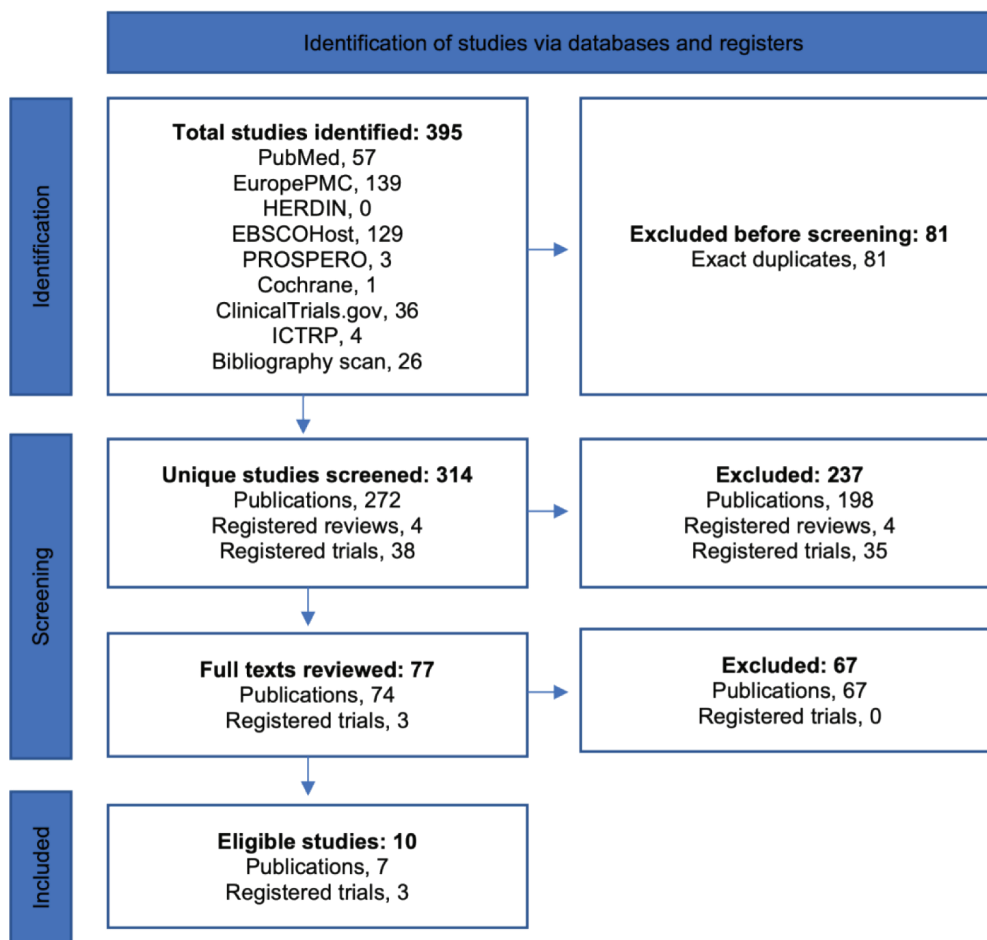 Identification of studies via databases and registers
Identification
Total studies identified: 395
PubMed, 57
EuropePMC, 139
HERDIN, 0
EBSCOHost, 129
PROSPERO, 3
Cochrane, 1
ClinicalTrials.gov, 36
ICTRP, 4
Bibliography scan, 26
Excluded before screening: 81
Exact duplicates, 81
Screening
Unique studies screened: 314
Publications, 272
Registered reviews, 4
Registered trials, 38
Excluded: 237
Publications, 198
Registered reviews, 4
Registered trials, 35
Full texts reviewed: 77
Publications, 74
Registered trials, 3
Excluded: 67
Publications, 67
Registered trials, 0
Included
Eligible studies: 10
Publications, 7
Registered trials, 3